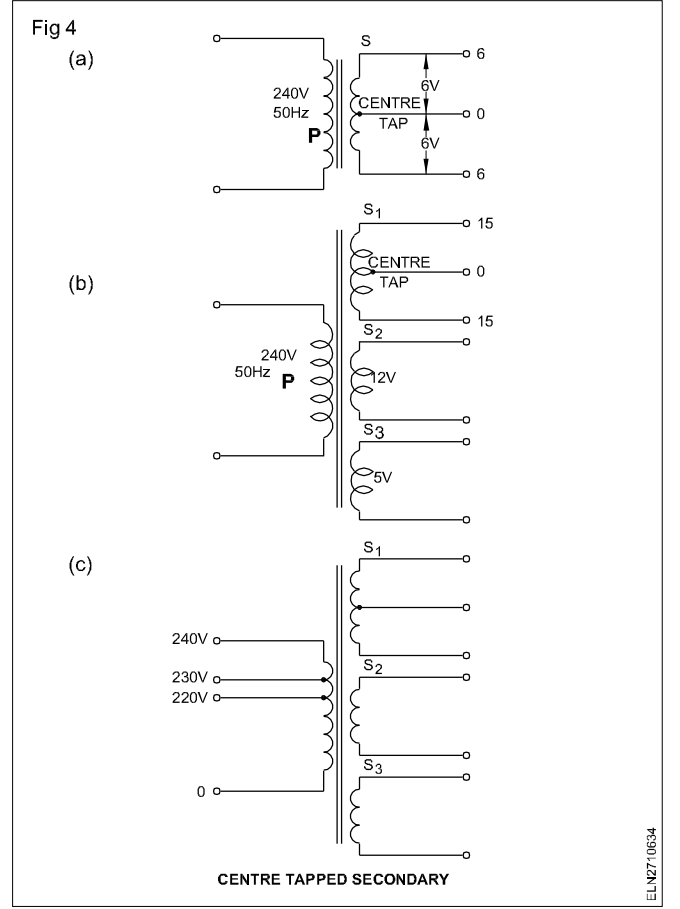 Fig 4
(a)
S
6
240V
50Hz
P
6V
CENTRE
TAP
0
6V
6
(b)
S1
15
CENTRE
TAP
0
15
240V
50Hz
P
S2
12V
S3
5V
(c)
S1
240V
230V
220V
0
S2
S3
CENTRE TAPPED SECONDARY
ELN2710634